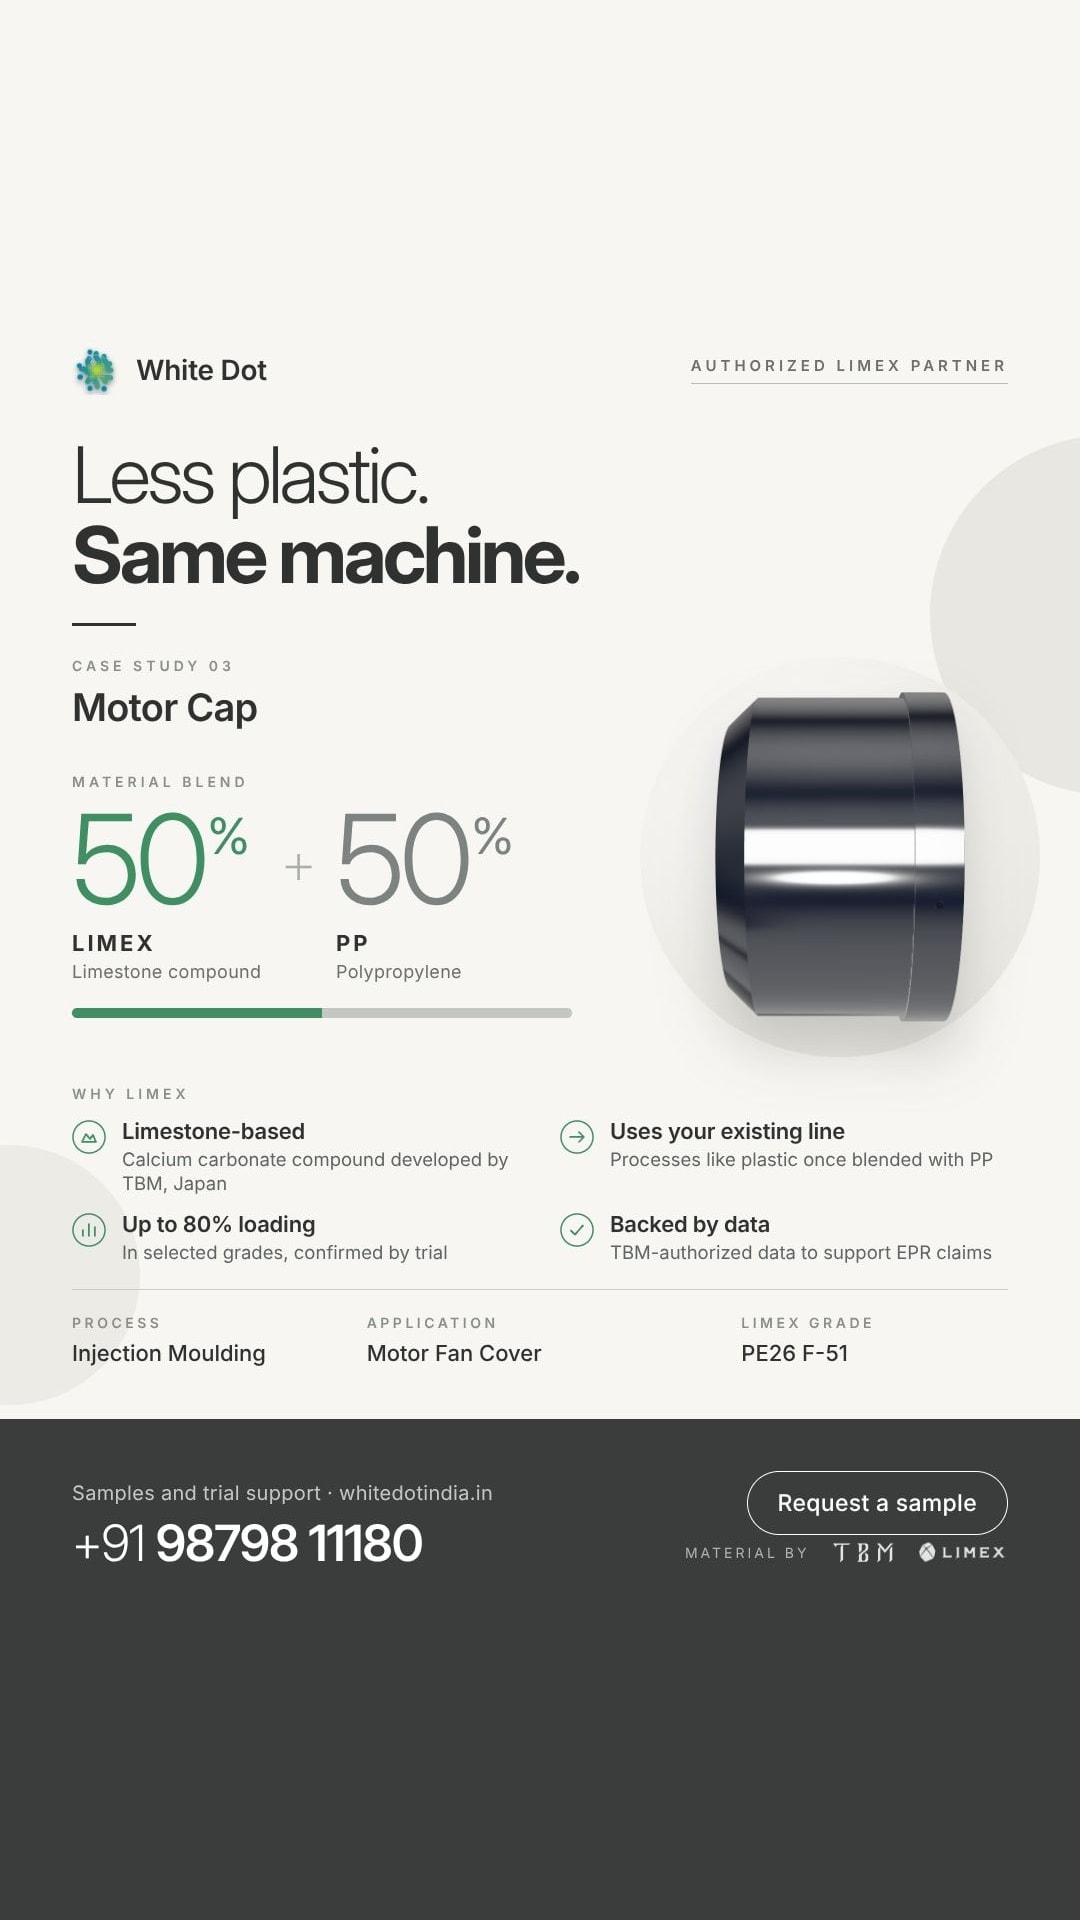 White Dot
AUTHORIZED LIMEX PARTNER
Less plastic.
Same machine.
CASE STUDY 03
Motor Cap
MATERIAL BLEND
50% + 50%
LIMEX
Limestone compound
PP
Polypropylene
WHY LIMEX
Limestone-based
Calcium carbonate compound developed by
TBM, Japan
Uses your existing line
Processes like plastic once blended with PP
Up to 80% loading
In selected grades, confirmed by trial
Backed by data
TBM-authorized data to support EPR claims
PROCESS
Injection Moulding
APPLICATION
Motor Fan Cover
LIMEX GRADE
PE26 F-51
Samples and trial support · whitedotindia.in
+91 98798 11180
Request a sample
MATERIAL BY TBM LIMEX